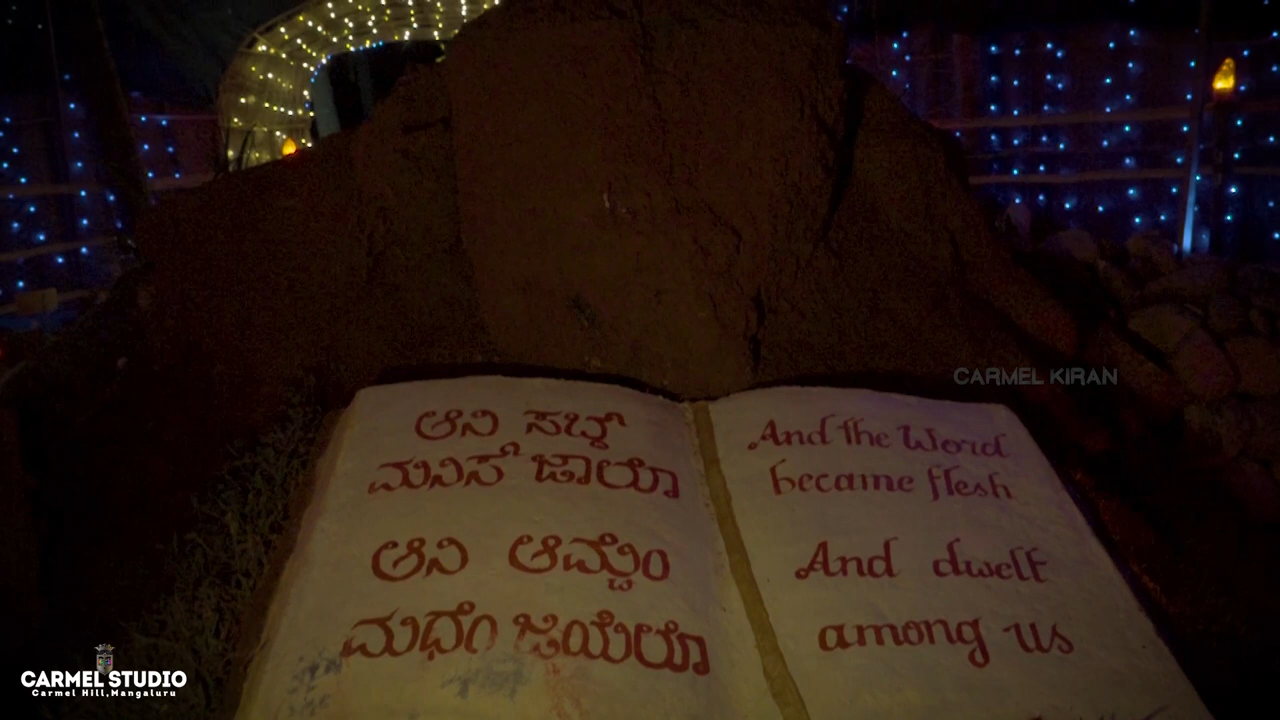 ಆನಿ ಸಬ್ದ್
ಮನಿಸ್ ಜಾಲೊ
ಆನಿ ಆಮ್ಚೆಂ
ಮಧೆಂ ಜಿಯೆಲೊ
And the Word
became flesh
And dwelt
among us
CARMEL KIRAN
CARMEL STUDIO
Carmel Hill,Mangaluru